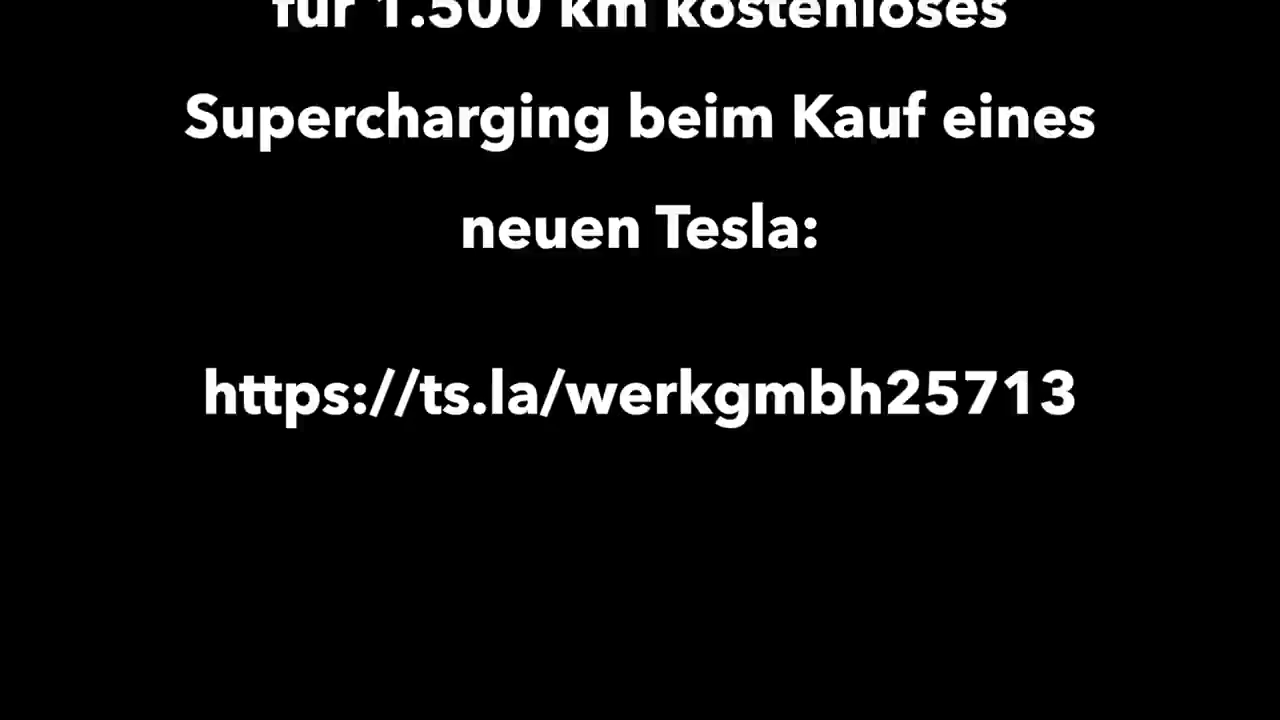 für 1.500 km kostenloses
Supercharging beim Kauf eines
neuen Tesla:
https://ts.la/werkgmbh25713